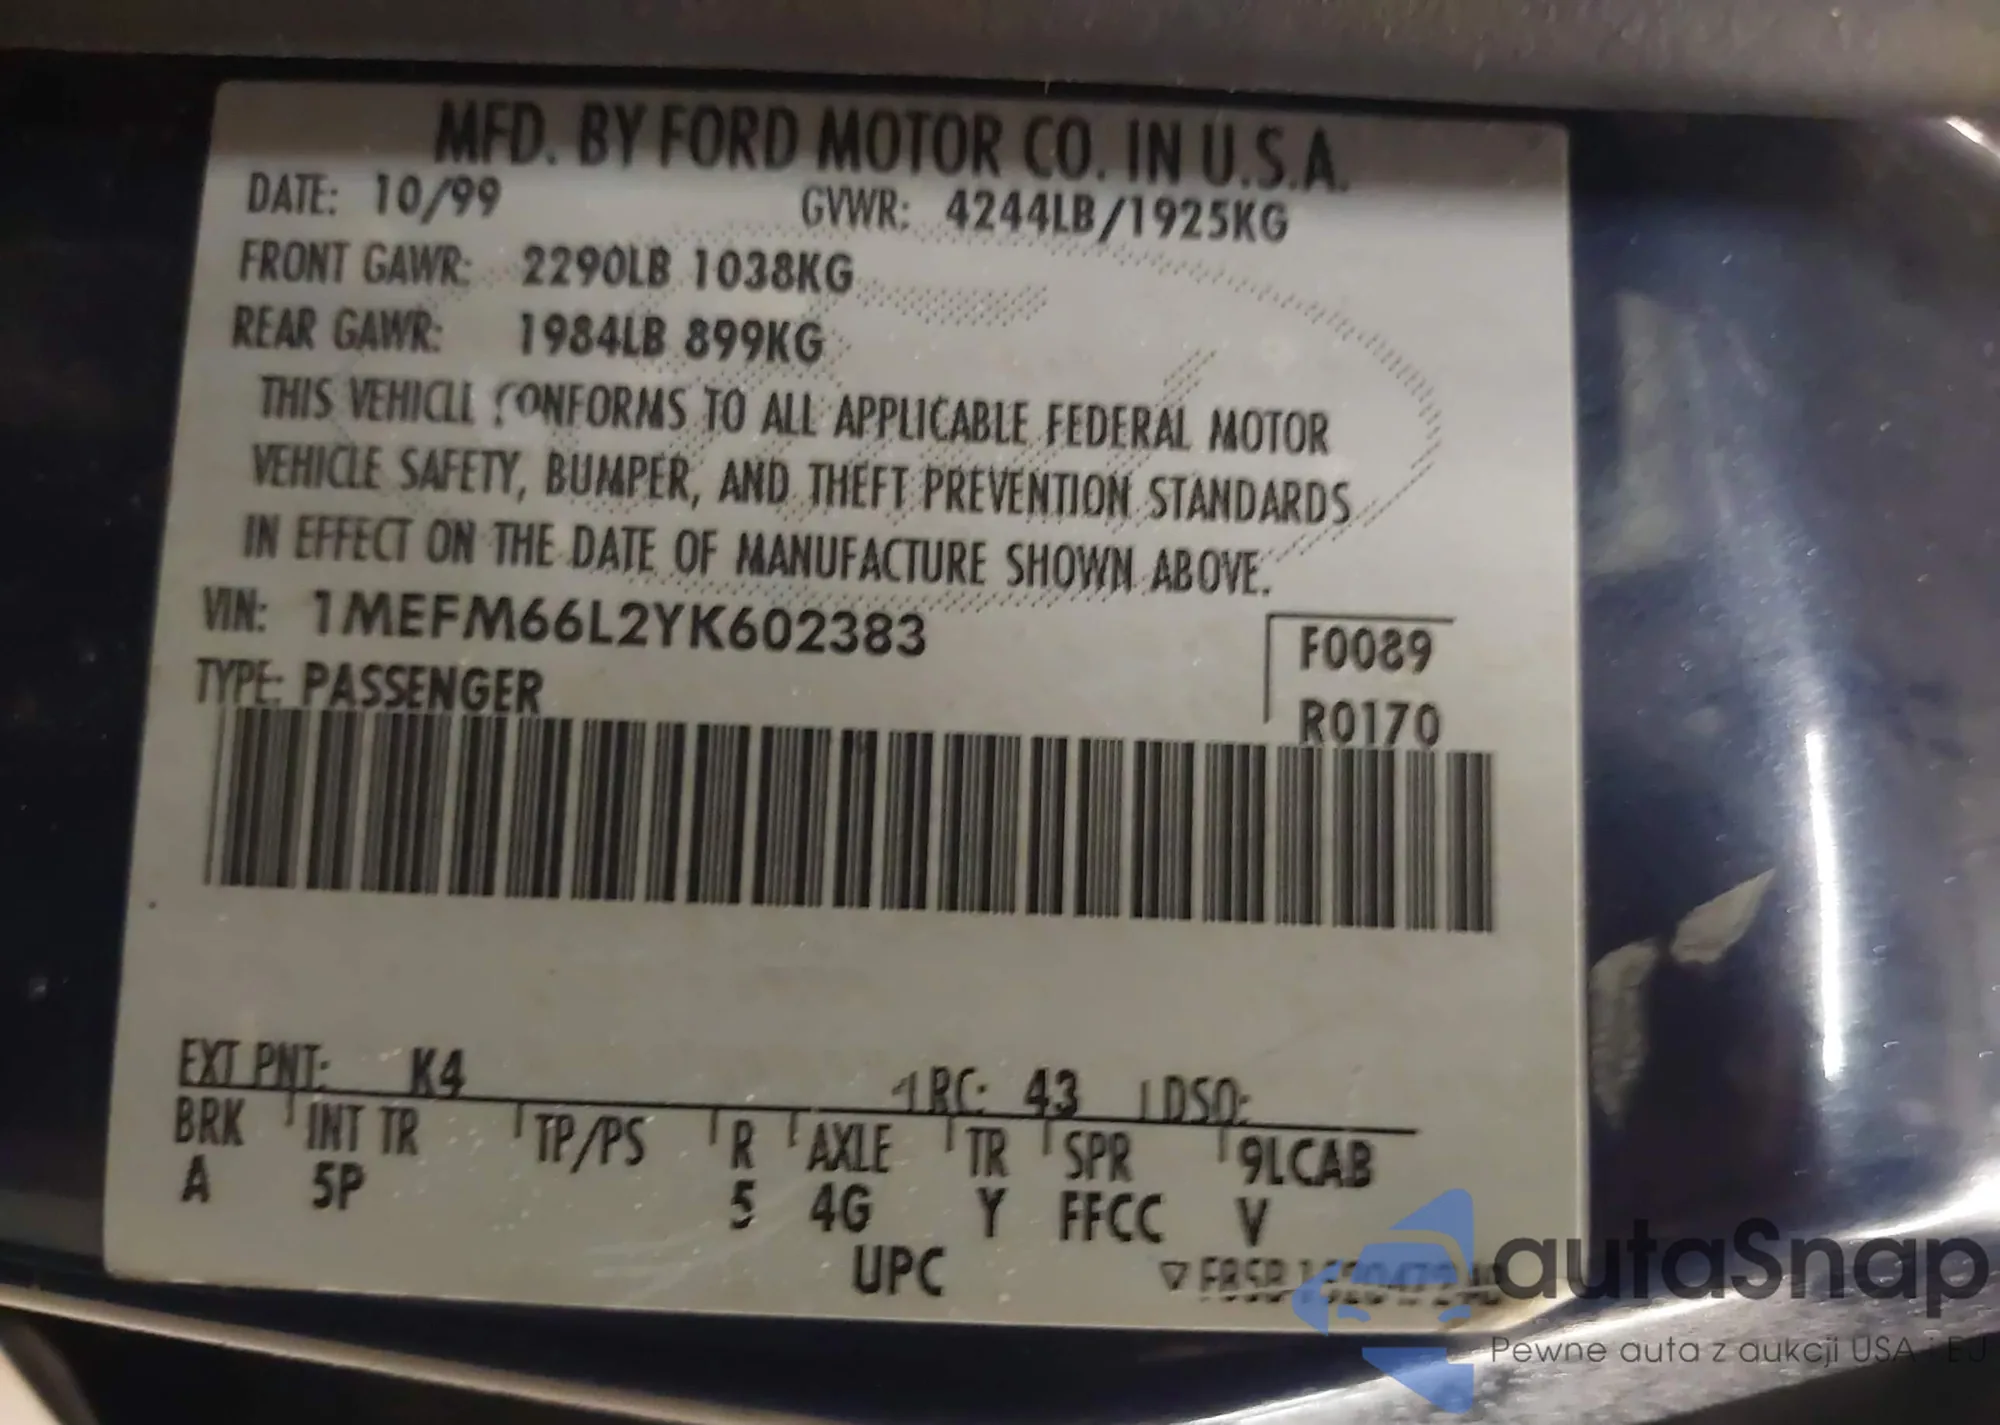 MFD. BY FORD MOTOR CO. IN U.S.A.
DATE: 10/99 GVWR: 4244LB/1925KG
FRONT GAWR: 2290LB 1038KG
REAR GAWR: 1984LB 899KG
THIS VEHICLE CONFORMS TO ALL APPLICABLE FEDERAL MOTOR
VEHICLE SAFETY, BUMPER, AND THEFT PREVENTION STANDARDS
IN EFFECT ON THE DATE OF MANUFACTURE SHOWN ABOVE.
VIN: 1MEFM66L2YK602383
F0089
TYPE: PASSENGER
R0170
EXT PNT: K4 RC: 43 DSO:
BRK INT TR TP/PS R AXLE TR SPR 9LCAB
A 5P 5 4G Y FFCC V
UPC
autaSnap
Pewne auta z aukcji USA i EU